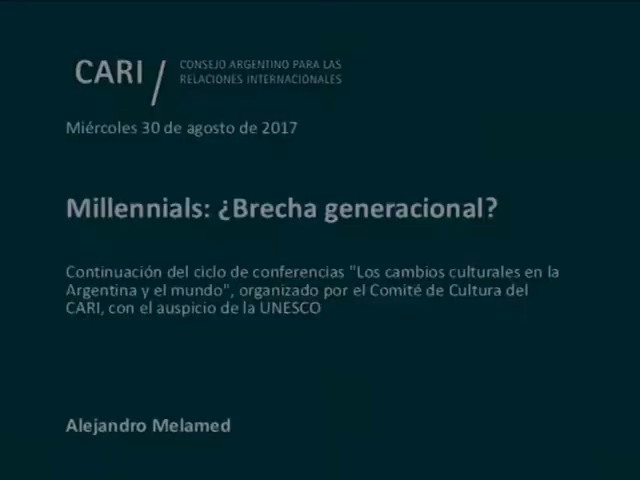 CARI / CONSEJO ARGENTINO PARA LAS
RELACIONES INTERNACIONALES
Miércoles 30 de agosto de 2017
Millennials: ¿Brecha generacional?
Continuación del ciclo de conferencias "Los cambios culturales en la
Argentina y el mundo", organizado por el Comité de Cultura del
CARI, con el auspicio de la UNESCO
Alejandro Melamed